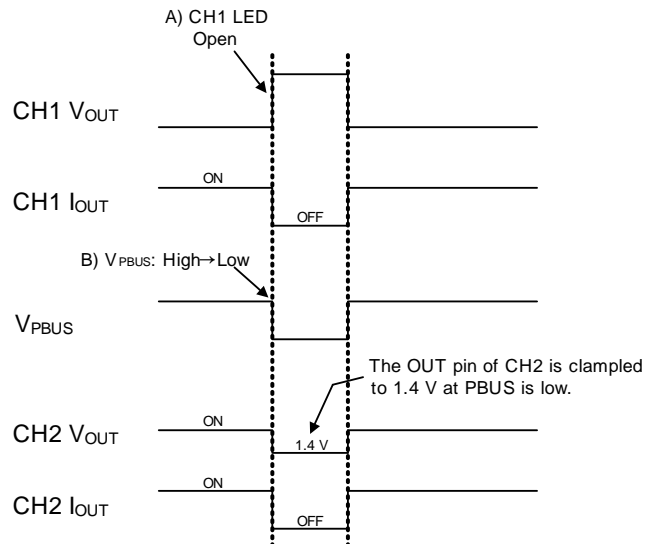 A) CH1 LED
Open
CH1 VOUT
ON
CH1 IOUT
OFF
B) VPBUS: High→Low
VPBUS
The OUT pin of CH2 is clampled
to 1.4 V at PBUS is low.
ON
CH2 VOUT
1.4 V
ON
CH2 IOUT
OFF